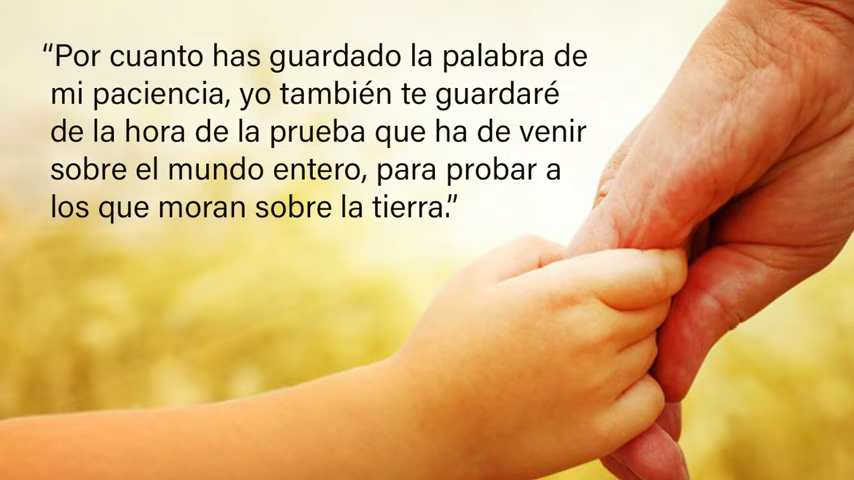 “Por cuanto has guardado la palabra de
mi paciencia, yo también te guardaré
de la hora de la prueba que ha de venir
sobre el mundo entero, para probar a
los que moran sobre la tierra.”